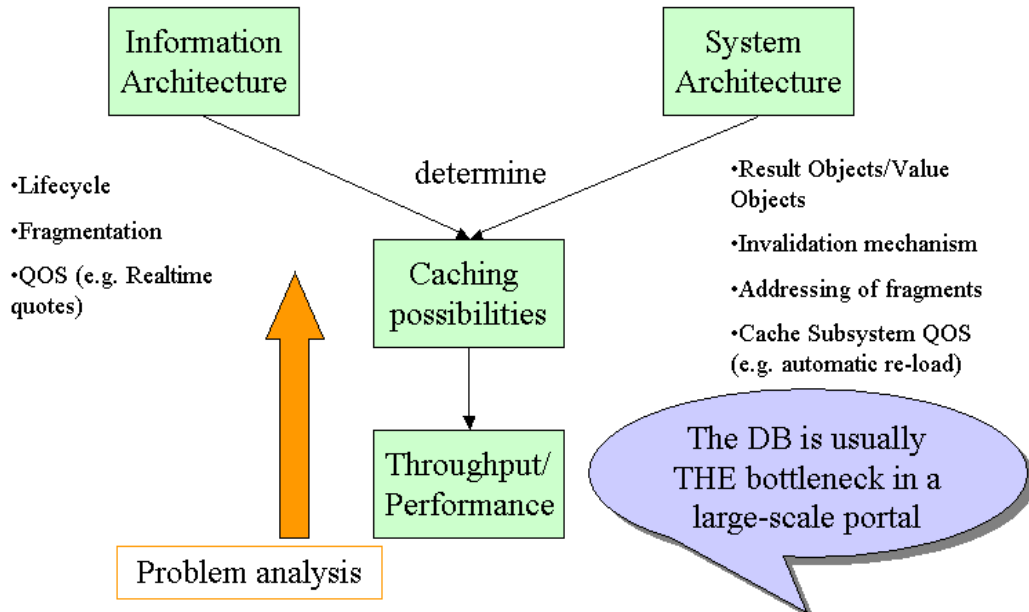 Information
Architecture
System
Architecture
determine
•Lifecycle
•Fragmentation
•QOS (e.g. Realtime
quotes)
•Result Objects/Value
Objects
•Invalidation mechanism
•Addressing of fragments
•Cache Subsystem QOS
(e.g. automatic re-load)
Caching
possibilities
Throughput/
Performance
The DB is usually
THE bottleneck in a
large-scale portal
Problem analysis